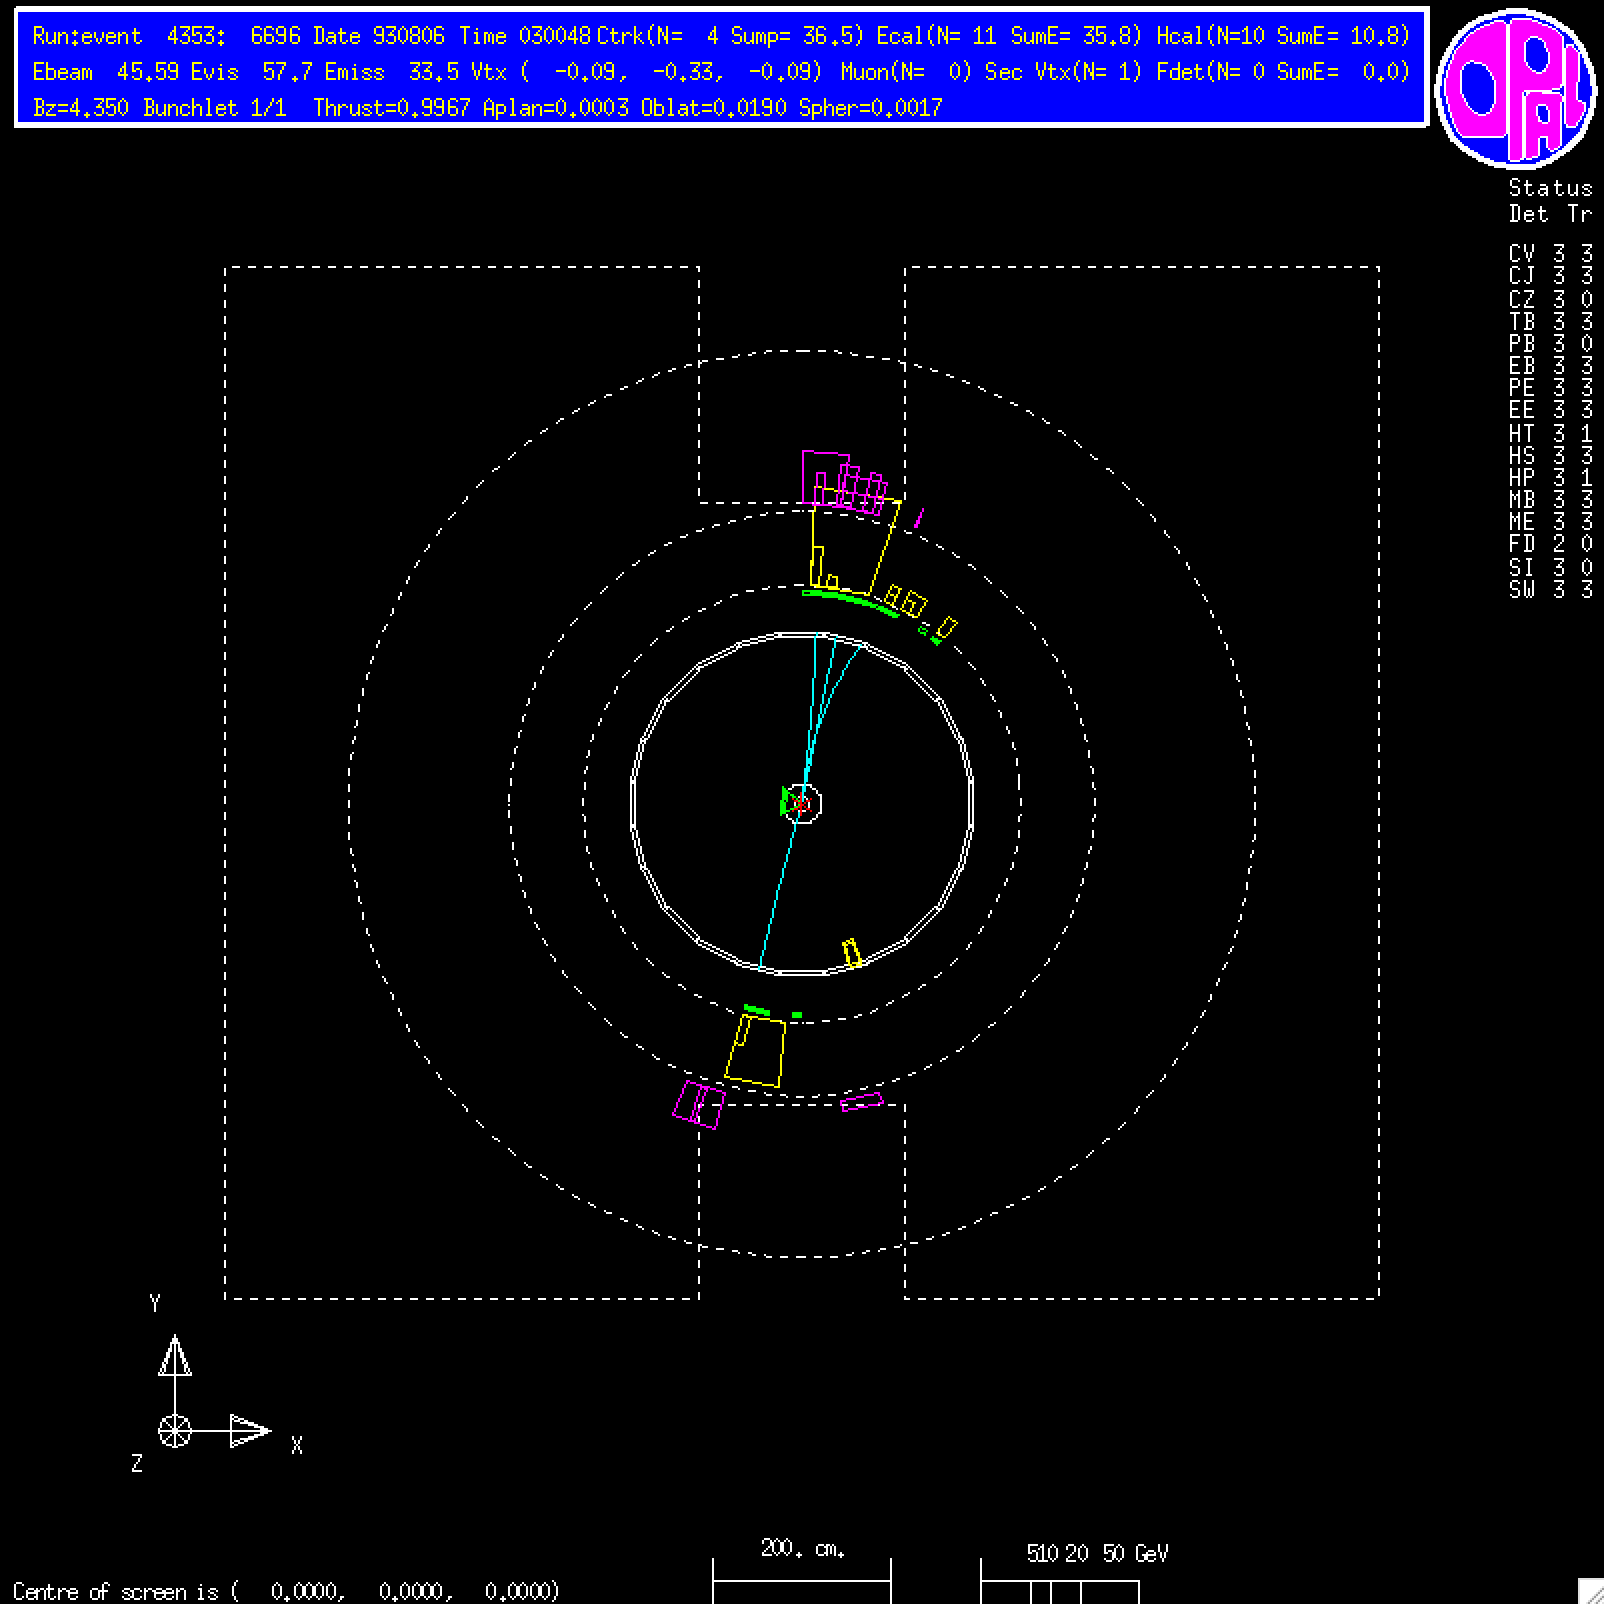 Run:event 4353: 6696 Date 930806 Time 030048 Ctrk(N= 4 Sump= 36.5) Ecal(N= 11 SumE= 35.8) Hcal(N=10 SumE= 10.8)
Ebeam 45.59 Evis 57.7 Emiss 33.5 Vtx ( -0.09, -0.33, -0.09) Muon(N= 0) Sec Vtx(N= 1) Fdet(N= 0 SumE= 0.0)
Bz=4.350 Bunchlet 1/1 Thrust=0.9967 Aplan=0.0003 Oblat=0.0190 Spher=0.0017
OPAL
Status
Det Tr
CV 3 3
CJ 3 3
CZ 3 0
TB 3 3
PB 3 0
EB 3 3
PE 3 3
EE 3 3
HT 3 1
HS 3 3
HP 3 1
MB 3 3
ME 3 3
FD 2 0
SI 3 0
SW 3 3
Y
X
Z
200. cm.
5 10 20 50 GeV
Centre of screen is ( 0.0000, 0.0000, 0.0000)